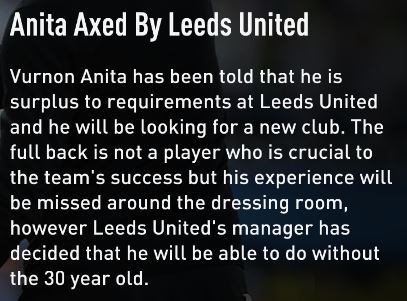 Anita Axed By Leeds United
Vurnon Anita has been told that he is
surplus to requirements at Leeds United
and he will be looking for a new club. The
full back is not a player who is crucial to
the team's success but his experience will
be missed around the dressing room,
however Leeds United's manager has
decided that he will be able to do without
the 30 year old.